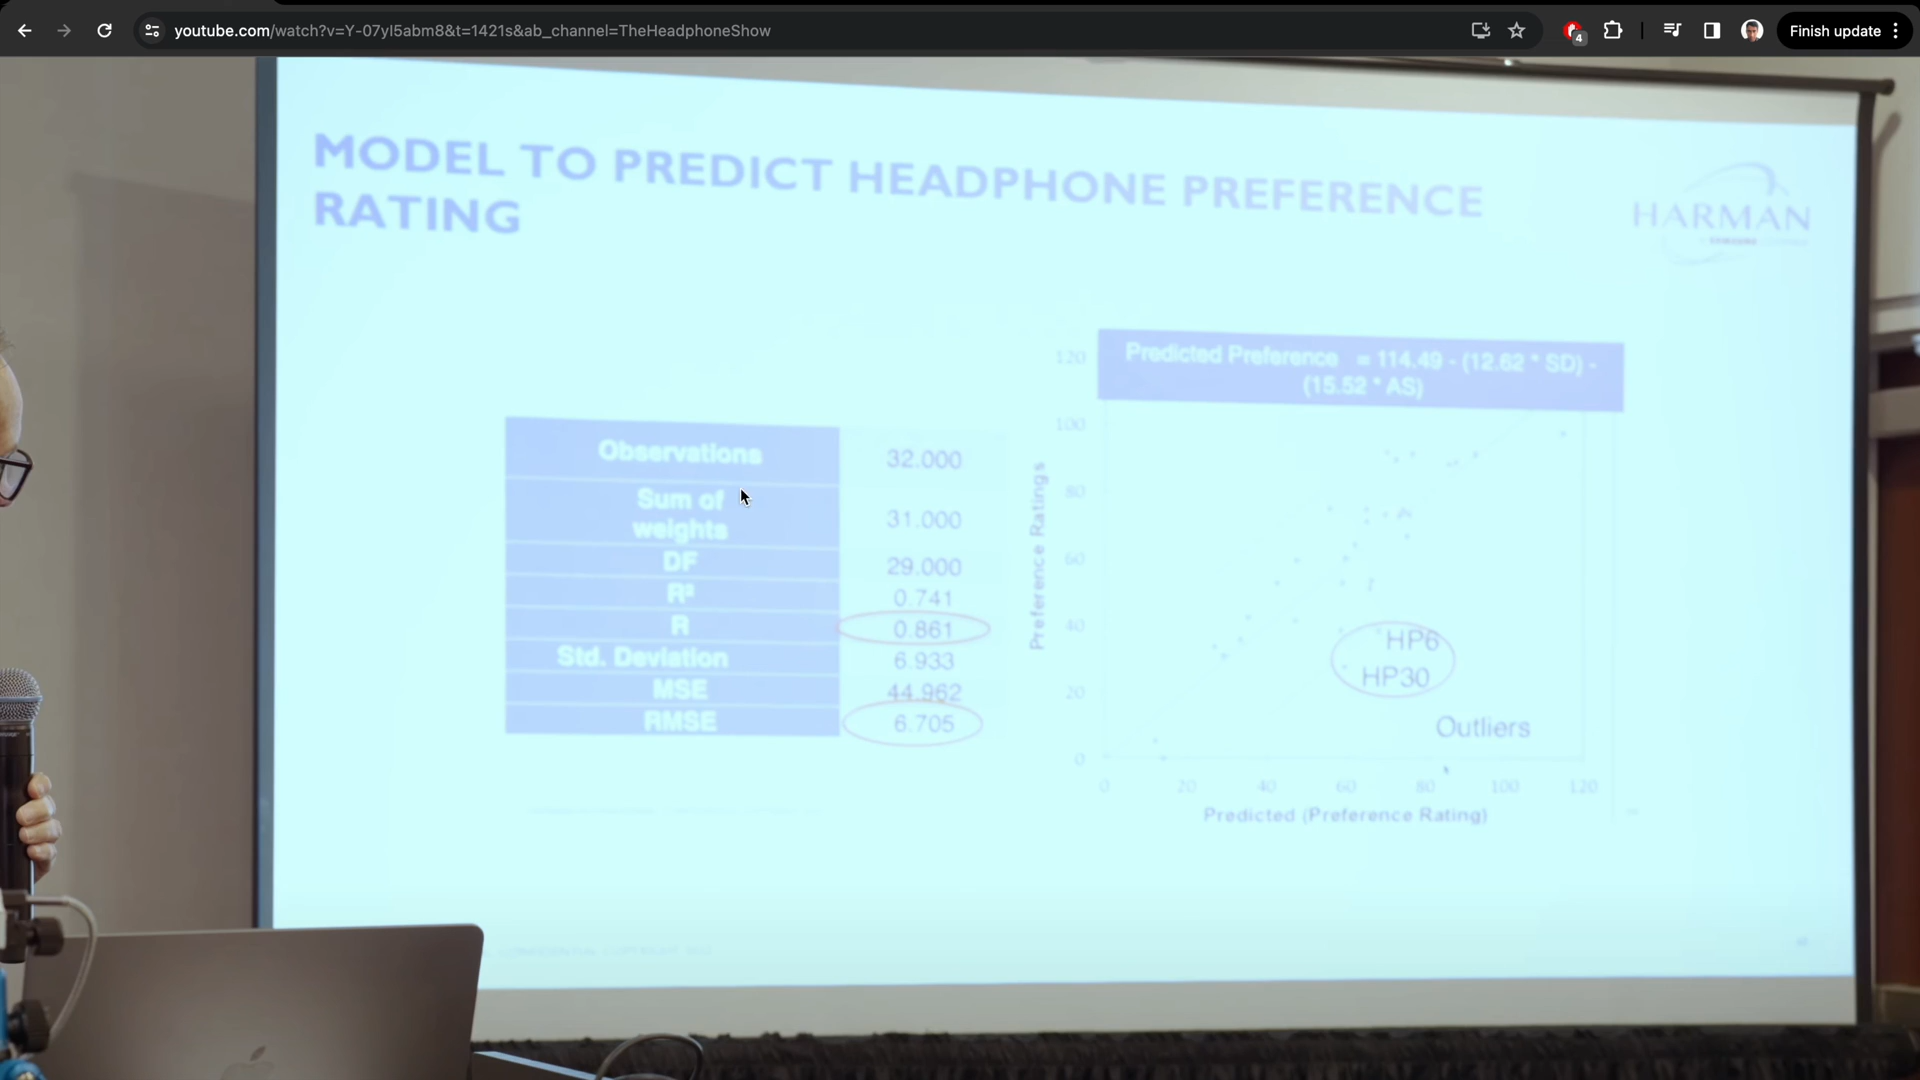 youtube.com/watch?v=Y-07yl5abm8&t=1421s&ab_channel=TheHeadphoneShow
4
Finish update
MODEL TO PREDICT HEADPHONE PREFERENCE
RATING
HARMAN
Predicted Preference = 114.49 - (12.62 * SD) -
(15.52 * AS)
Observations 32.000
Sum of
weights 31.000
DF 29.000
R² 0.741
R 0.861
Std. Deviation 6.933
MSE 44.962
RMSE 6.705
Preference Ratings
120
100
80
60
40
20
0
HP6
HP30
Outliers
0 20 40 60 80 100 120
Predicted (Preference Rating)